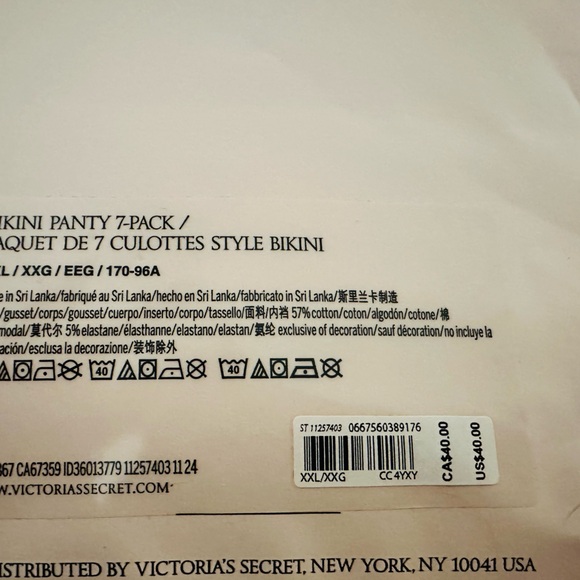 IKINI PANTY 7-PACK /
AQUET DE 7 CULOTTES STYLE BIKINI
L / XXG / EEG / 170-96A
e in Sri Lanka/fabriqué au Sri Lanka/hecho en Sri Lanka/fabbricato in Sri Lanka/斯里兰卡制造
/gusset/corps/gousset/cuerpo/inserto/corpo/tassello/面料/内裆 57% cotton/coton/algodón/cotone/棉
modal/莫代尔 5% elastane/élasthanne/elastano/elastan/氨纶 exclusive of decoration/sauf décoration/no incluye la
ación/esclusa la decorazione/装饰除外
40 40
ST 11257403 0667560389176
XXL/XXG CC 4YXY
CA$40.00
US$40.00
367 CA67359 ID36013779 11257403 11 24
W.VICTORIASSECRET.COM
ISTRIBUTED BY VICTORIA'S SECRET, NEW YORK, NY 10041 USA